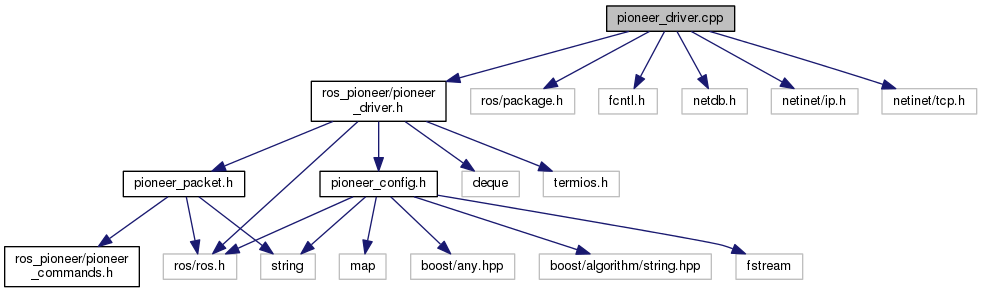 pioneer_driver.cpp
ros_pioneer/pioneer
_driver.h
ros/package.h
fcntl.h
netdb.h
netinet/ip.h
netinet/tcp.h
pioneer_packet.h
pioneer_config.h
deque
termios.h
ros_pioneer/pioneer
_commands.h
ros/ros.h
string
map
boost/any.hpp
boost/algorithm/string.hpp
fstream